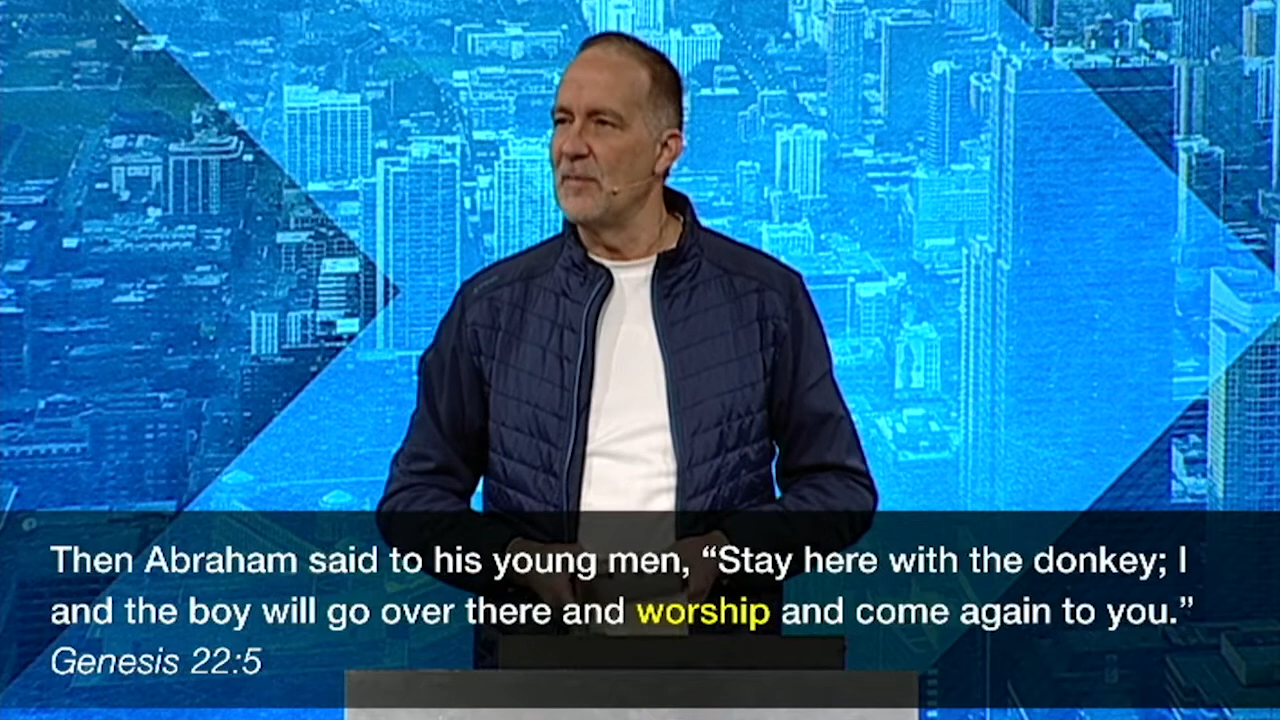 Then Abraham said to his young men, “Stay here with the donkey; I
and the boy will go over there and worship and come again to you.”
Genesis 22:5